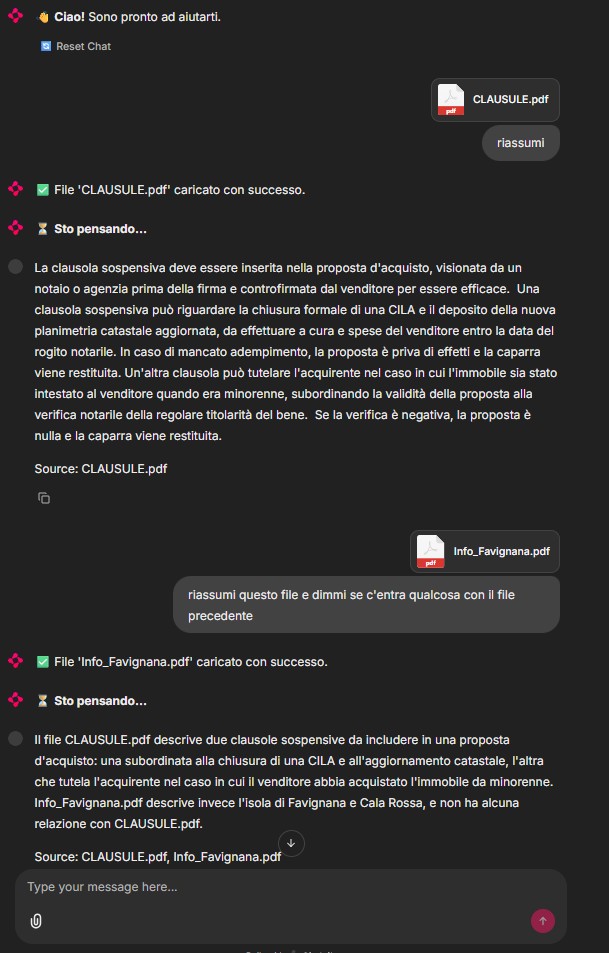 👋 Ciao! Sono pronto ad aiutarti.
Reset Chat
CLAUSULE.pdf
pdf
riassumi
✅ File 'CLAUSULE.pdf' caricato con successo.
⏳ Sto pensando...
La clausola sospensiva deve essere inserita nella proposta d'acquisto, visionata da un
notaio o agenzia prima della firma e controfirmata dal venditore per essere efficace.  Una
clausola sospensiva può riguardare la chiusura formale di una CILA e il deposito della nuova
planimetria catastale aggiornata, da effettuare a cura e spese del venditore entro la data del
rogito notarile. In caso di mancato adempimento, la proposta è priva di effetti e la caparra
viene restituita. Un'altra clausola può tutelare l'acquirente nel caso in cui l'immobile sia stato
intestato al venditore quando era minorenne, subordinando la validità della proposta alla
verifica notarile della regolare titolarità del bene.  Se la verifica è negativa, la proposta è
nulla e la caparra viene restituita.
Source: CLAUSULE.pdf
Info_Favignana.pdf
pdf
riassumi questo file e dimmi se c'entra qualcosa con il file
precedente
✅ File 'Info_Favignana.pdf' caricato con successo.
⏳ Sto pensando...
Il file CLAUSULE.pdf descrive due clausole sospensive da includere in una proposta
d'acquisto: una subordinata alla chiusura di una CILA e all'aggiornamento catastale, l'altra
che tutela l'acquirente nel caso in cui il venditore abbia acquistato l'immobile da minorenne.
Info_Favignana.pdf descrive invece l'isola di Favignana e Cala Rossa, e non ha alcuna
relazione con CLAUSULE.pdf.
Source: CLAUSULE.pdf, Info_Favignana.pdf
Type your message here...